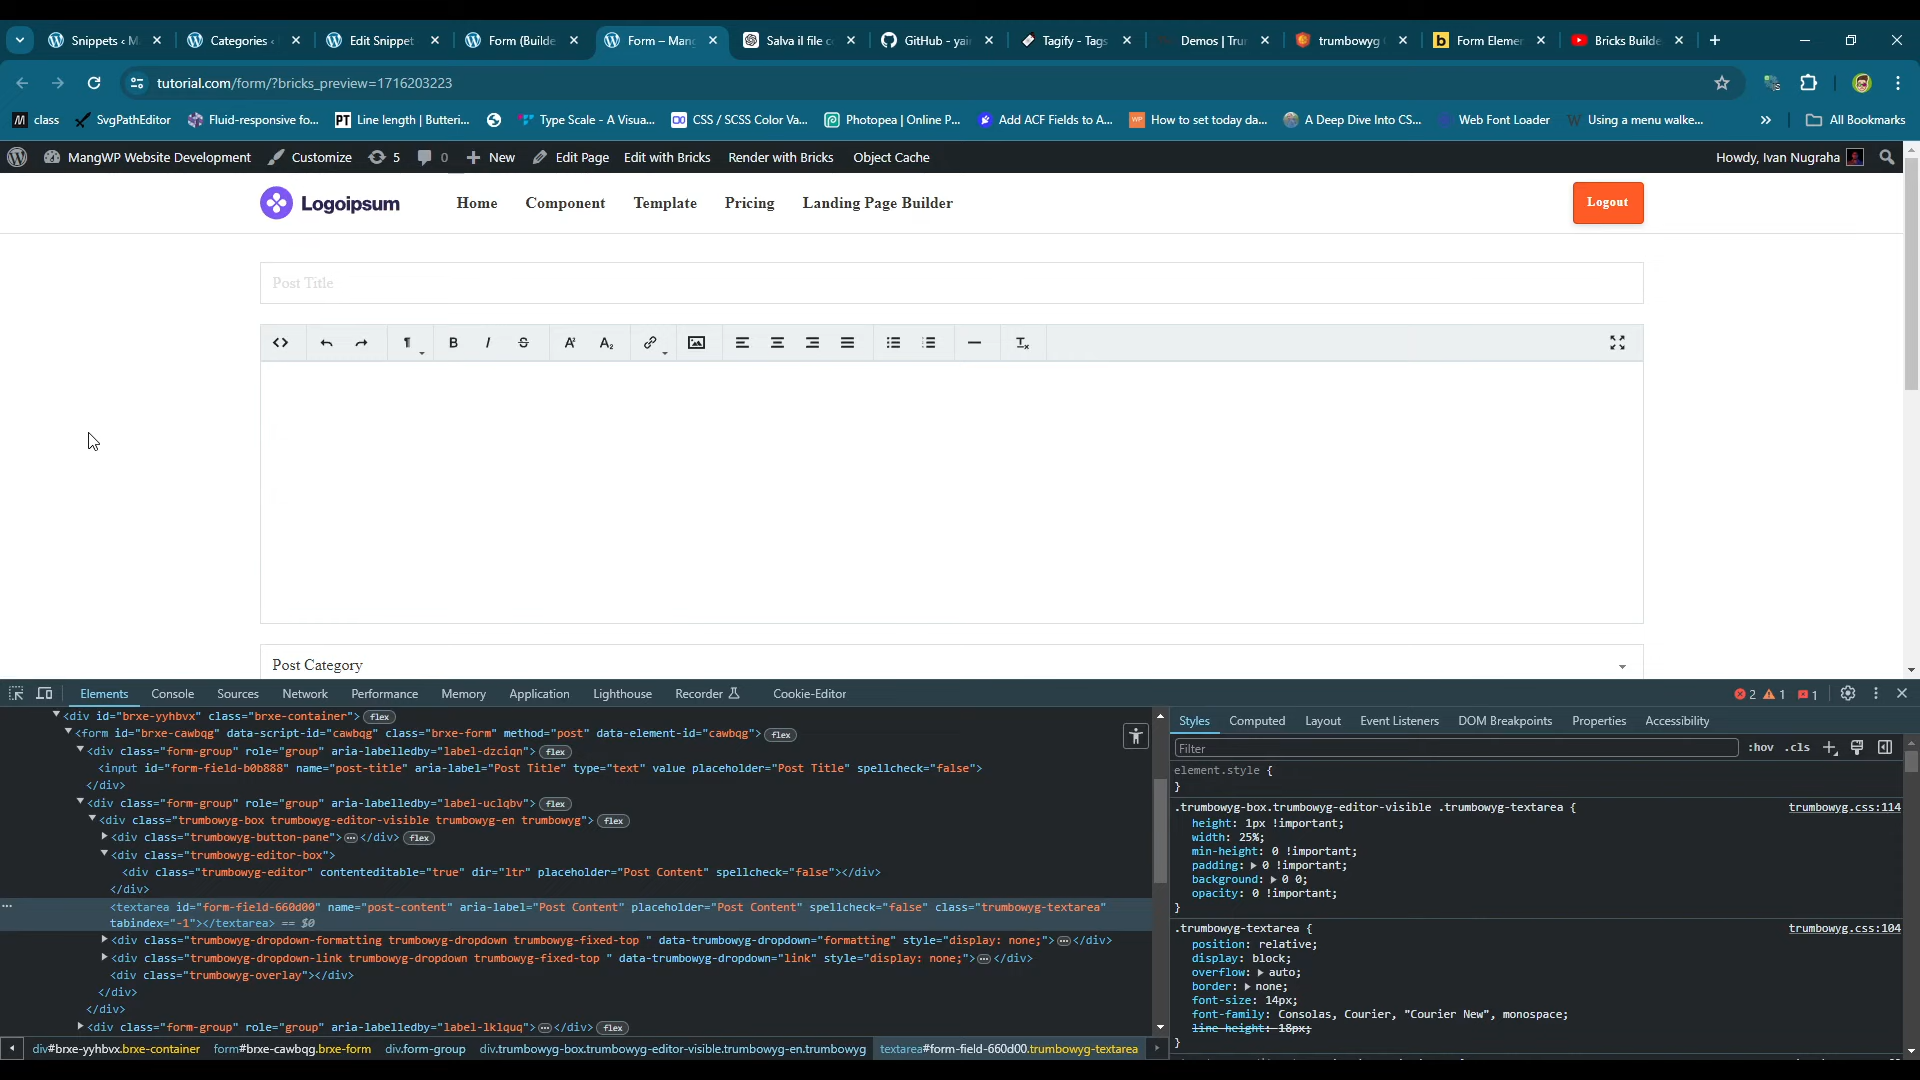 Snippets ‹ M
Categories ‹
Edit Snippet
Form (Builde
Form – Mang
Salva il file c
GitHub - yair
Tagify - Tags
Demos | Trum
trumbowyg
Form Elemen
Bricks Builde
tutorial.com/form/?bricks_preview=1716203223
class
SvgPathEditor
Fluid-responsive fo...
PT Line length | Butteri...
Type Scale - A Visua...
CSS / SCSS Color Va...
Photopea | Online P...
Add ACF Fields to A...
WP How to set today da...
A Deep Dive Into CS...
Web Font Loader
Using a menu walke...
»
All Bookmarks
MangWP Website Development
Customize
5
0
New
Edit Page
Edit with Bricks
Render with Bricks
Object Cache
Howdy, Ivan Nugraha
Logoipsum
Home
Component
Template
Pricing
Landing Page Builder
Logout
Post Title
Post Category
Elements
Console
Sources
Network
Performance
Memory
Application
Lighthouse
Recorder
Cookie-Editor
2
1
1
<div id="brxe-yyhbvx" class="brxe-container"> flex
<form id="brxe-cawbqg" data-script-id="cawbqg" class="brxe-form" method="post" data-element-id="cawbqg"> flex
<div class="form-group" role="group" aria-labelledby="label-dzciqn"> flex
<input id="form-field-b0b888" name="post-title" aria-label="Post Title" type="text" value placeholder="Post Title" spellcheck="false">
</div>
<div class="form-group" role="group" aria-labelledby="label-uclqbv"> flex
<div class="trumbowyg-box trumbowyg-editor-visible trumbowyg-en trumbowyg"> flex
<div class="trumbowyg-button-pane"> … </div> flex
<div class="trumbowyg-editor-box">
<div class="trumbowyg-editor" contenteditable="true" dir="ltr" placeholder="Post Content" spellcheck="false"></div>
</div>
<textarea id="form-field-660d00" name="post-content" aria-label="Post Content" placeholder="Post Content" spellcheck="false" class="trumbowyg-textarea"
tabindex="-1"></textarea> == $0
<div class="trumbowyg-dropdown-formatting trumbowyg-dropdown trumbowyg-fixed-top " data-trumbowyg-dropdown="formatting" style="display: none;"> … </div>
<div class="trumbowyg-dropdown-link trumbowyg-dropdown trumbowyg-fixed-top " data-trumbowyg-dropdown="link" style="display: none;"> … </div>
<div class="trumbowyg-overlay"></div>
</div>
</div>
<div class="form-group" role="group" aria-labelledby="label-lklquq"> … </div> flex
div#brxe-yyhbvx.brxe-container
form#brxe-cawbqg.brxe-form
div.form-group
div.trumbowyg-box.trumbowyg-editor-visible.trumbowyg-en.trumbowyg
textarea#form-field-660d00.trumbowyg-textarea
Styles
Computed
Layout
Event Listeners
DOM Breakpoints
Properties
Accessibility
Filter
:hov
.cls
element.style {
}
.trumbowyg-box.trumbowyg-editor-visible .trumbowyg-textarea {
trumbowyg.css:114
height: 1px !important;
width: 25%;
min-height: 0 !important;
padding: 0 !important;
background: 0 0;
opacity: 0 !important;
}
.trumbowyg-textarea {
trumbowyg.css:104
position: relative;
display: block;
overflow: auto;
border: none;
font-size: 14px;
font-family: Consolas, Courier, "Courier New", monospace;
line-height: 18px;
}